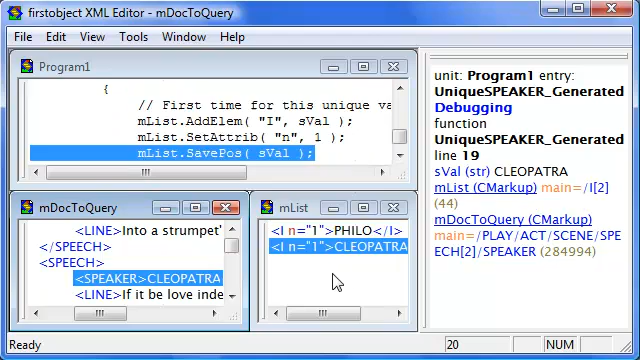 firstobject XML Editor - mDocToQuery
File Edit View Tools Window Help
Program1
{
// First time for this unique va
mList.AddElem( "I", sVal );
mList.SetAttrib( "n", 1 );
mList.SavePos( sVal );
mDocToQuery
<LINE>Into a strumpet'
</SPEECH>
<SPEECH>
<SPEAKER>CLEOPATRA
<LINE>If it be love inde
mList
<I n="1">PHILO</I>
<I n="1">CLEOPATRA
unit: Program1 entry:
UniqueSPEAKER_Generated
Debugging
function
UniqueSPEAKER_Generated
line 19
sVal (str) CLEOPATRA
mList (CMarkup) main=/I[2]
(44)
mDocToQuery (CMarkup)
main=/PLAY/ACT/SCENE/SPE
ECH[2]/SPEAKER (284994)
Ready
20
NUM